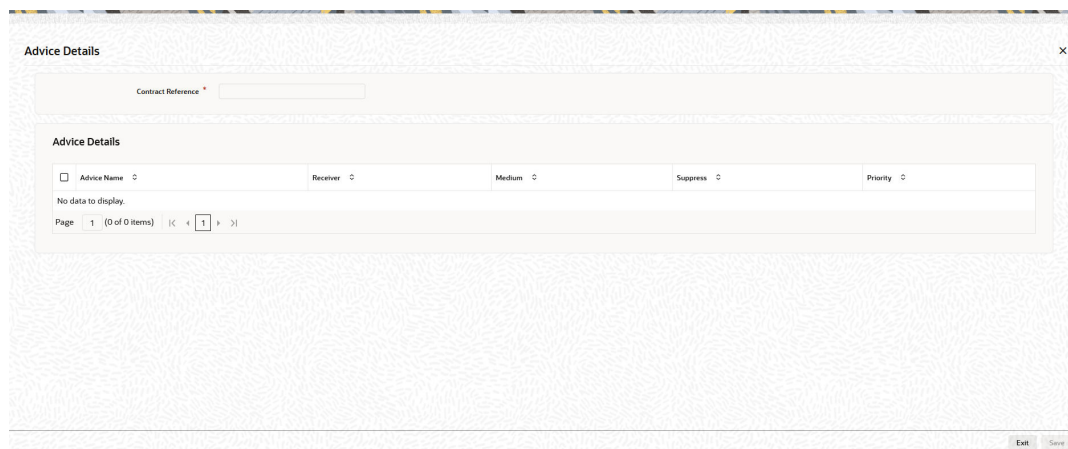 Advice Details
Contract Reference *
Advice Details
Advice Name Receiver Medium Suppress Priority
No data to display.
Page 1 (0 of 0 items) 1
Exit Save